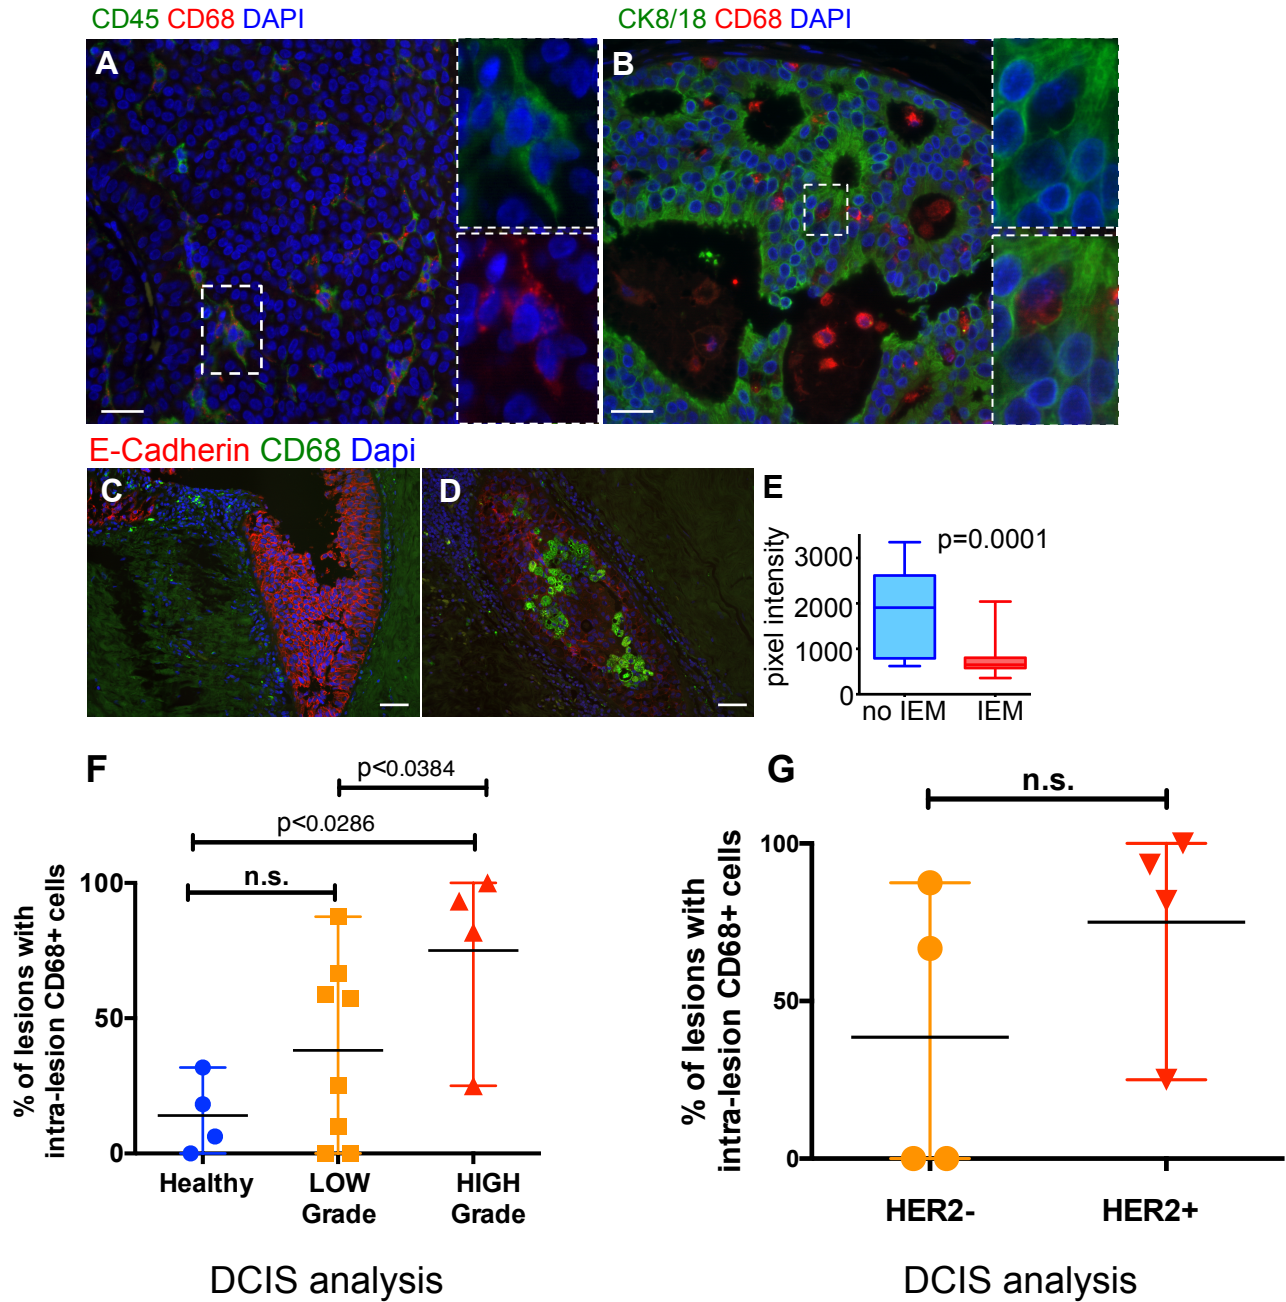 CD45 CD68 DAPI
CK8/18 CD68 DAPI
A
B
E-Cadherin CD68 Dapi
C
D
E
pixel intensity
3000
2000
1000
0
p=0.0001
no IEM
IEM
F
p<0.0384
p<0.0286
n.s.
% of lesions with
intra-lesion CD68+ cells
100
50
0
Healthy
LOW
Grade
HIGH
Grade
DCIS analysis
G
n.s.
% of lesions with
intra-lesion CD68+ cells
100
50
0
HER2-
HER2+
DCIS analysis